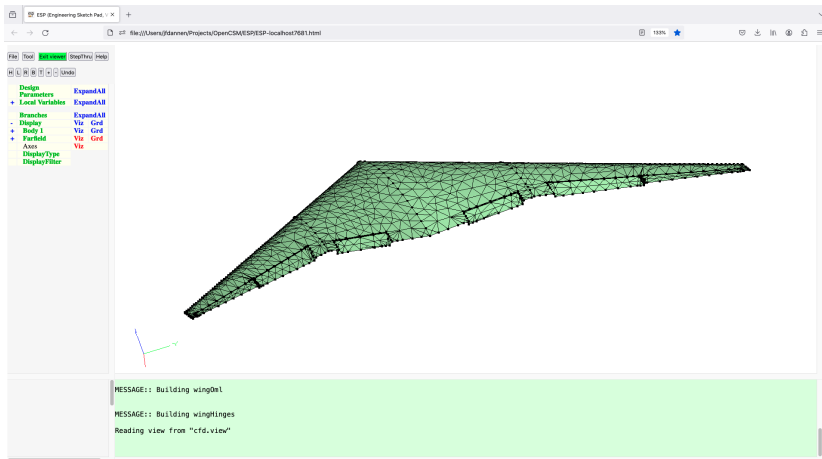 ESP (Engineering Sketch Pad,
file:///Users/jfdannen/Projects/OpenCSM/ESP/ESP-localhost7681.html
133%
File Tool Exit viewer StepThru Help
H L R B T + - Undo
Design Parameters ExpandAll
+ Local Variables ExpandAll
Branches ExpandAll
- Display Viz Grd
+ Body 1 Viz Grd
+ Farfield Viz Grd
Axes Viz
DisplayType
DisplayFilter
MESSAGE:: Building wingOml
MESSAGE:: Building wingHinges
Reading view from "cfd.view"